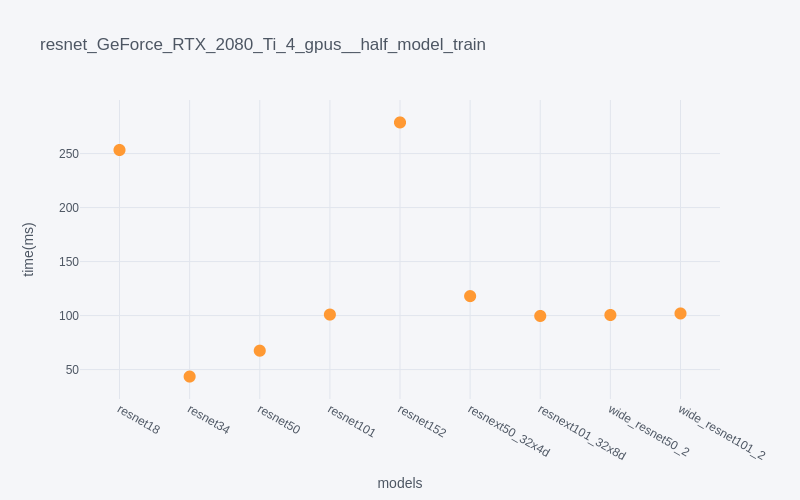 resnet_GeForce_RTX_2080_Ti_4_gpus__half_model_train
time(ms)
250
200
150
100
50
resnet18
resnet34
resnet50
resnet101
resnet152
resnext50_32x4d
resnext101_32x8d
wide_resnet50_2
wide_resnet101_2
models